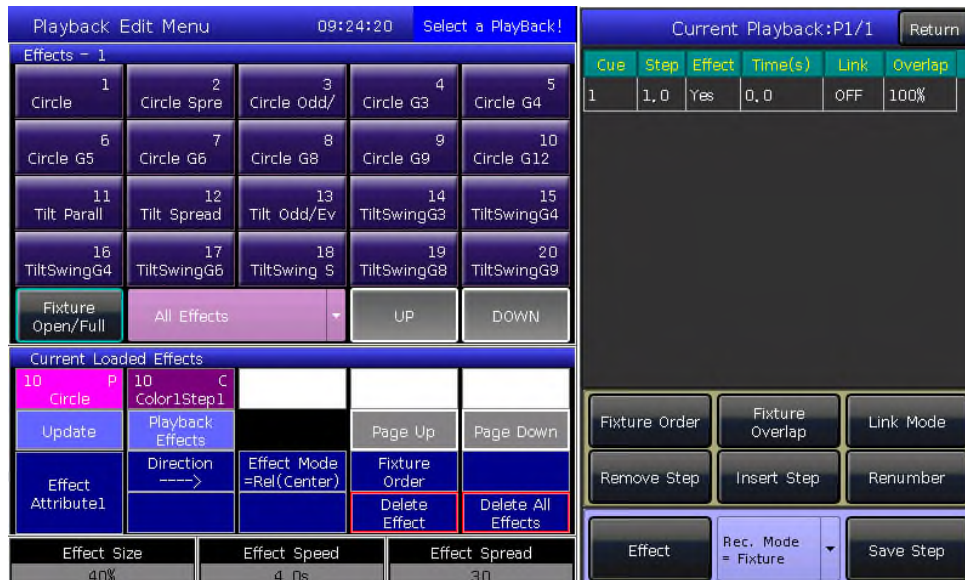 Playback Edit Menu 09:24:20 Select a PlayBack!
Effects - 1
1 2 3 4 5
Circle Circle Spre Circle Odd/ Circle G3 Circle G4
6 7 8 9 10
Circle G5 Circle G6 Circle G8 Circle G9 Circle G12
11 12 13 14 15
Tilt Parall Tilt Spread Tilt Odd/Ev TiltSwingG3 TiltSwingG4
16 17 18 19 20
TiltSwingG4 TiltSwingG6 TiltSwing S TiltSwingG8 TiltSwingG9
Fixture
Open/Full
All Effects UP DOWN
Current Loaded Effects
10 P 10 C
Circle Color1Step1
Update
Playback
Effects
Page Up Page Down
Effect
Attribute1
Direction
---->
Effect Mode
=Rel(Center)
Fixture
Order
Delete
Effect
Delete All
Effects
Effect Size Effect Speed Effect Spread
40% 4.0s 30
Current Playback:P1/1 Return
Cue Step Effect Time(s) Link Overlap
1 1.0 Yes 0.0 OFF 100%
Fixture Order
Fixture
Overlap
Link Mode
Remove Step Insert Step Renumber
Effect
Rec. Mode
= Fixture
Save Step